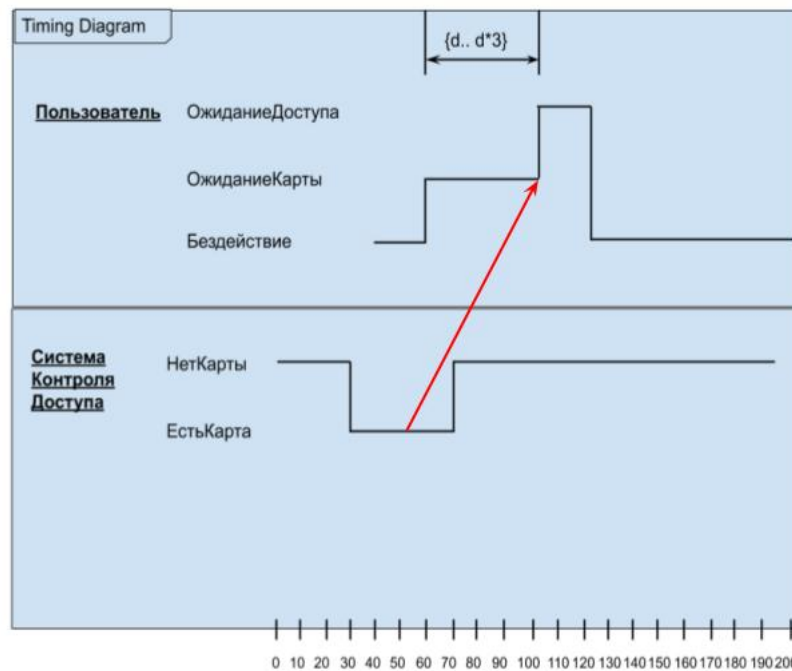 Timing Diagram
{d.. d*3}
Пользователь
ОжиданиеДоступа
ОжиданиеКарты
Бездействие
Система
Контроля
Доступа
НетКарты
ЕстьКарта
0 10 20 30 40 50 60 70 80 90 100 110 120 130 140 150 160 170 180 190 200